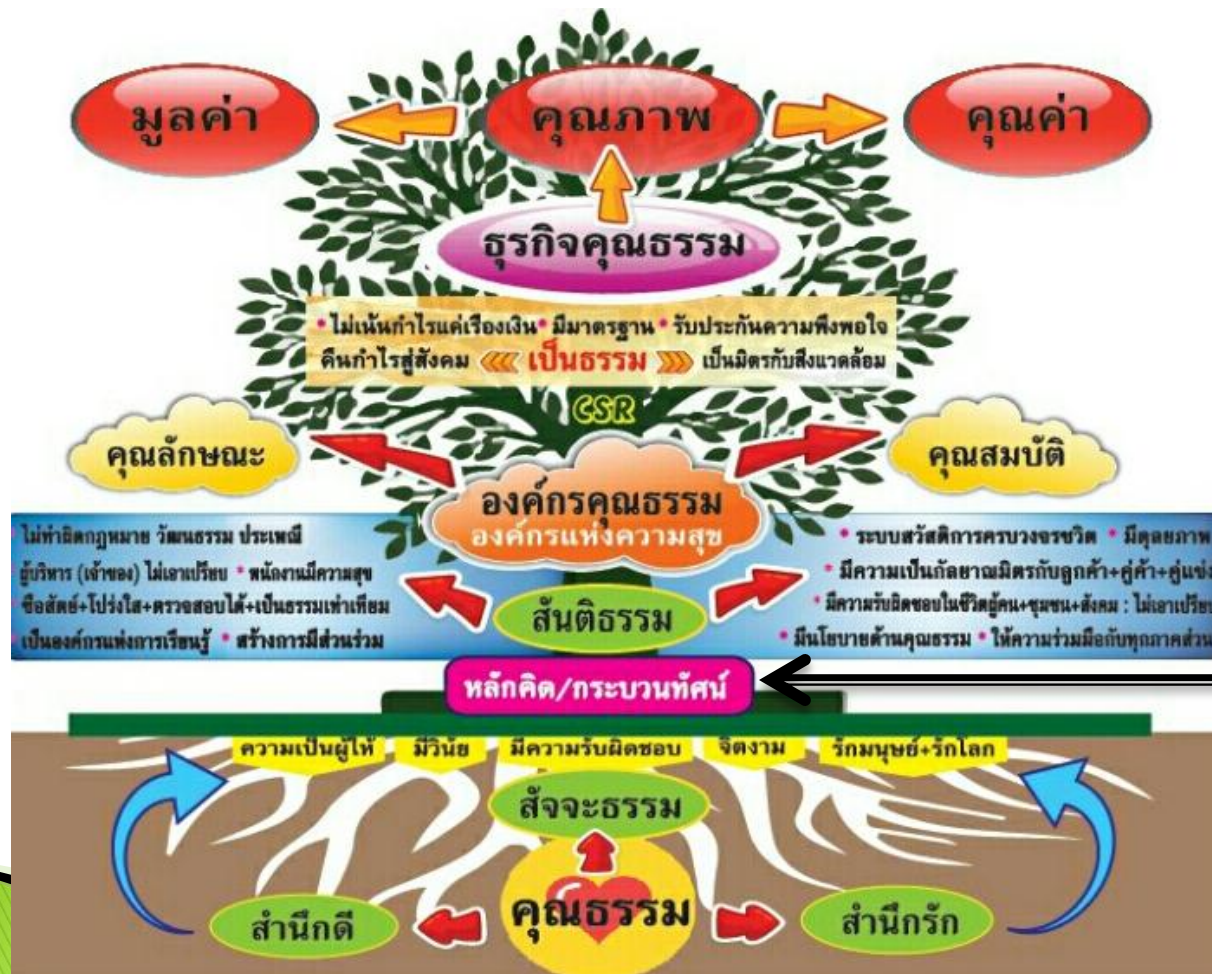 มูลค่า
คุณภาพ
คุณค่า
ธุรกิจคุณธรรม
• ไม่เน้นกำไรแค่เรื่องเงิน • มีมาตรฐาน • รับประกันความพึงพอใจ
คืนกำไรสู่สังคม เป็นธรรม เป็นมิตรกับสิ่งแวดล้อม
CSR
คุณลักษณะ
คุณสมบัติ
องค์กรคุณธรรม
องค์กรแห่งความสุข
ไม่ทำผิดกฎหมาย วัฒนธรรม ประเพณี
ผู้บริหาร (เจ้าของ) ไม่เอาเปรียบ • พนักงานมีความสุข
ซื่อสัตย์+โปร่งใส+ตรวจสอบได้+เป็นธรรมเท่าเทียม
เป็นองค์กรแห่งการเรียนรู้ • สร้างการมีส่วนร่วม
• ระบบสวัสดิการครบวงจรชีวิต • มีดุลยภาพ
• มีความเป็นกัลยาณมิตรกับลูกค้า+คู่ค้า+คู่แข่ง
• มีความรับผิดชอบในชีวิตผู้คน+ชุมชน+สังคม : ไม่เอาเปรียบ
• มีนโยบายด้านคุณธรรม • ให้ความร่วมมือกับทุกภาคส่วน
สันติธรรม
หลักคิด/กระบวนทัศน์
ความเป็นผู้ให้ มีวินัย มีความรับผิดชอบ จิตงาม รักมนุษย์+รักโลก
สัจจะธรรม
สำนึกดี
คุณธรรม
สำนึกรัก